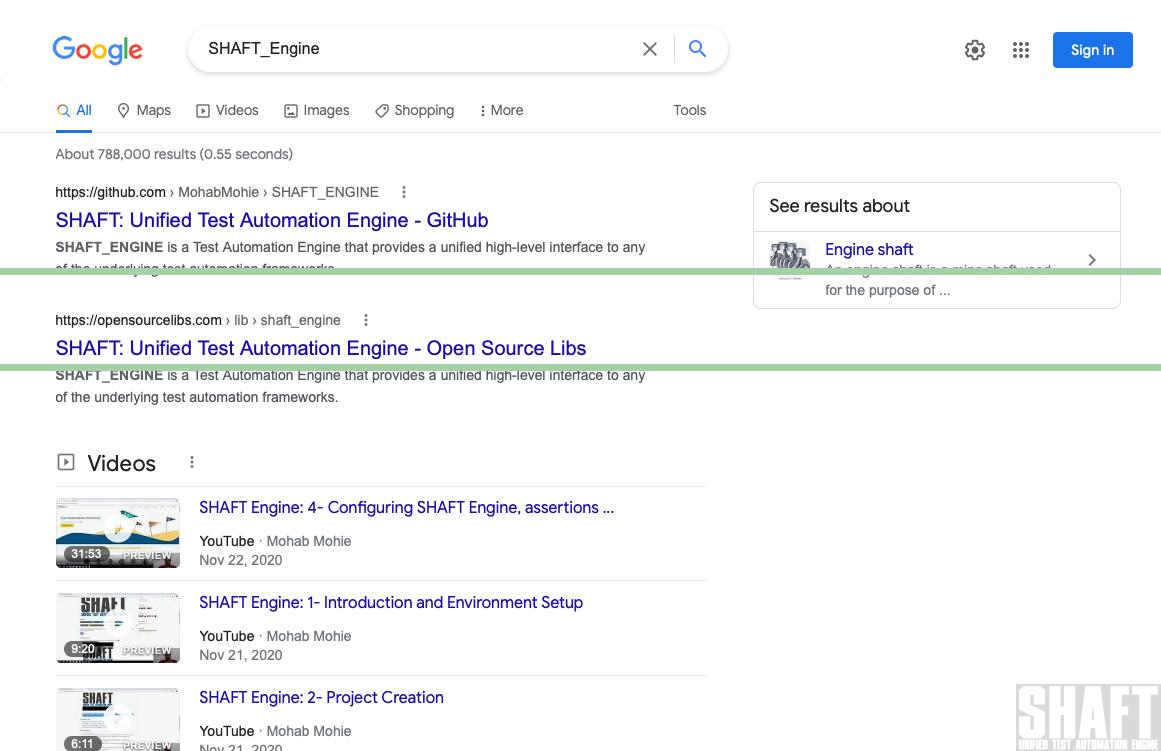 Google
SHAFT_Engine
Sign in
All
Maps
Videos
Images
Shopping
More
Tools
About 788,000 results (0.55 seconds)
https://github.com › MohabMohie › SHAFT_ENGINE
SHAFT: Unified Test Automation Engine - GitHub
SHAFT_ENGINE is a Test Automation Engine that provides a unified high-level interface to any
of the underlying test automation frameworks.
See results about
Engine shaft
An engine shaft is a mine shaft used
for the purpose of ...
https://opensourcelibs.com › lib › shaft_engine
SHAFT: Unified Test Automation Engine - Open Source Libs
SHAFT_ENGINE is a Test Automation Engine that provides a unified high-level interface to any
of the underlying test automation frameworks.
Videos
31:53
PREVIEW
SHAFT Engine: 4- Configuring SHAFT Engine, assertions ...
YouTube · Mohab Mohie
Nov 22, 2020
SHAFT
9:20
PREVIEW
SHAFT Engine: 1- Introduction and Environment Setup
YouTube · Mohab Mohie
Nov 21, 2020
SHAFT
6:11
PREVIEW
SHAFT Engine: 2- Project Creation
YouTube · Mohab Mohie
Nov 21, 2020
SHAFT
UNIFIED TEST AUTOMATION ENGINE